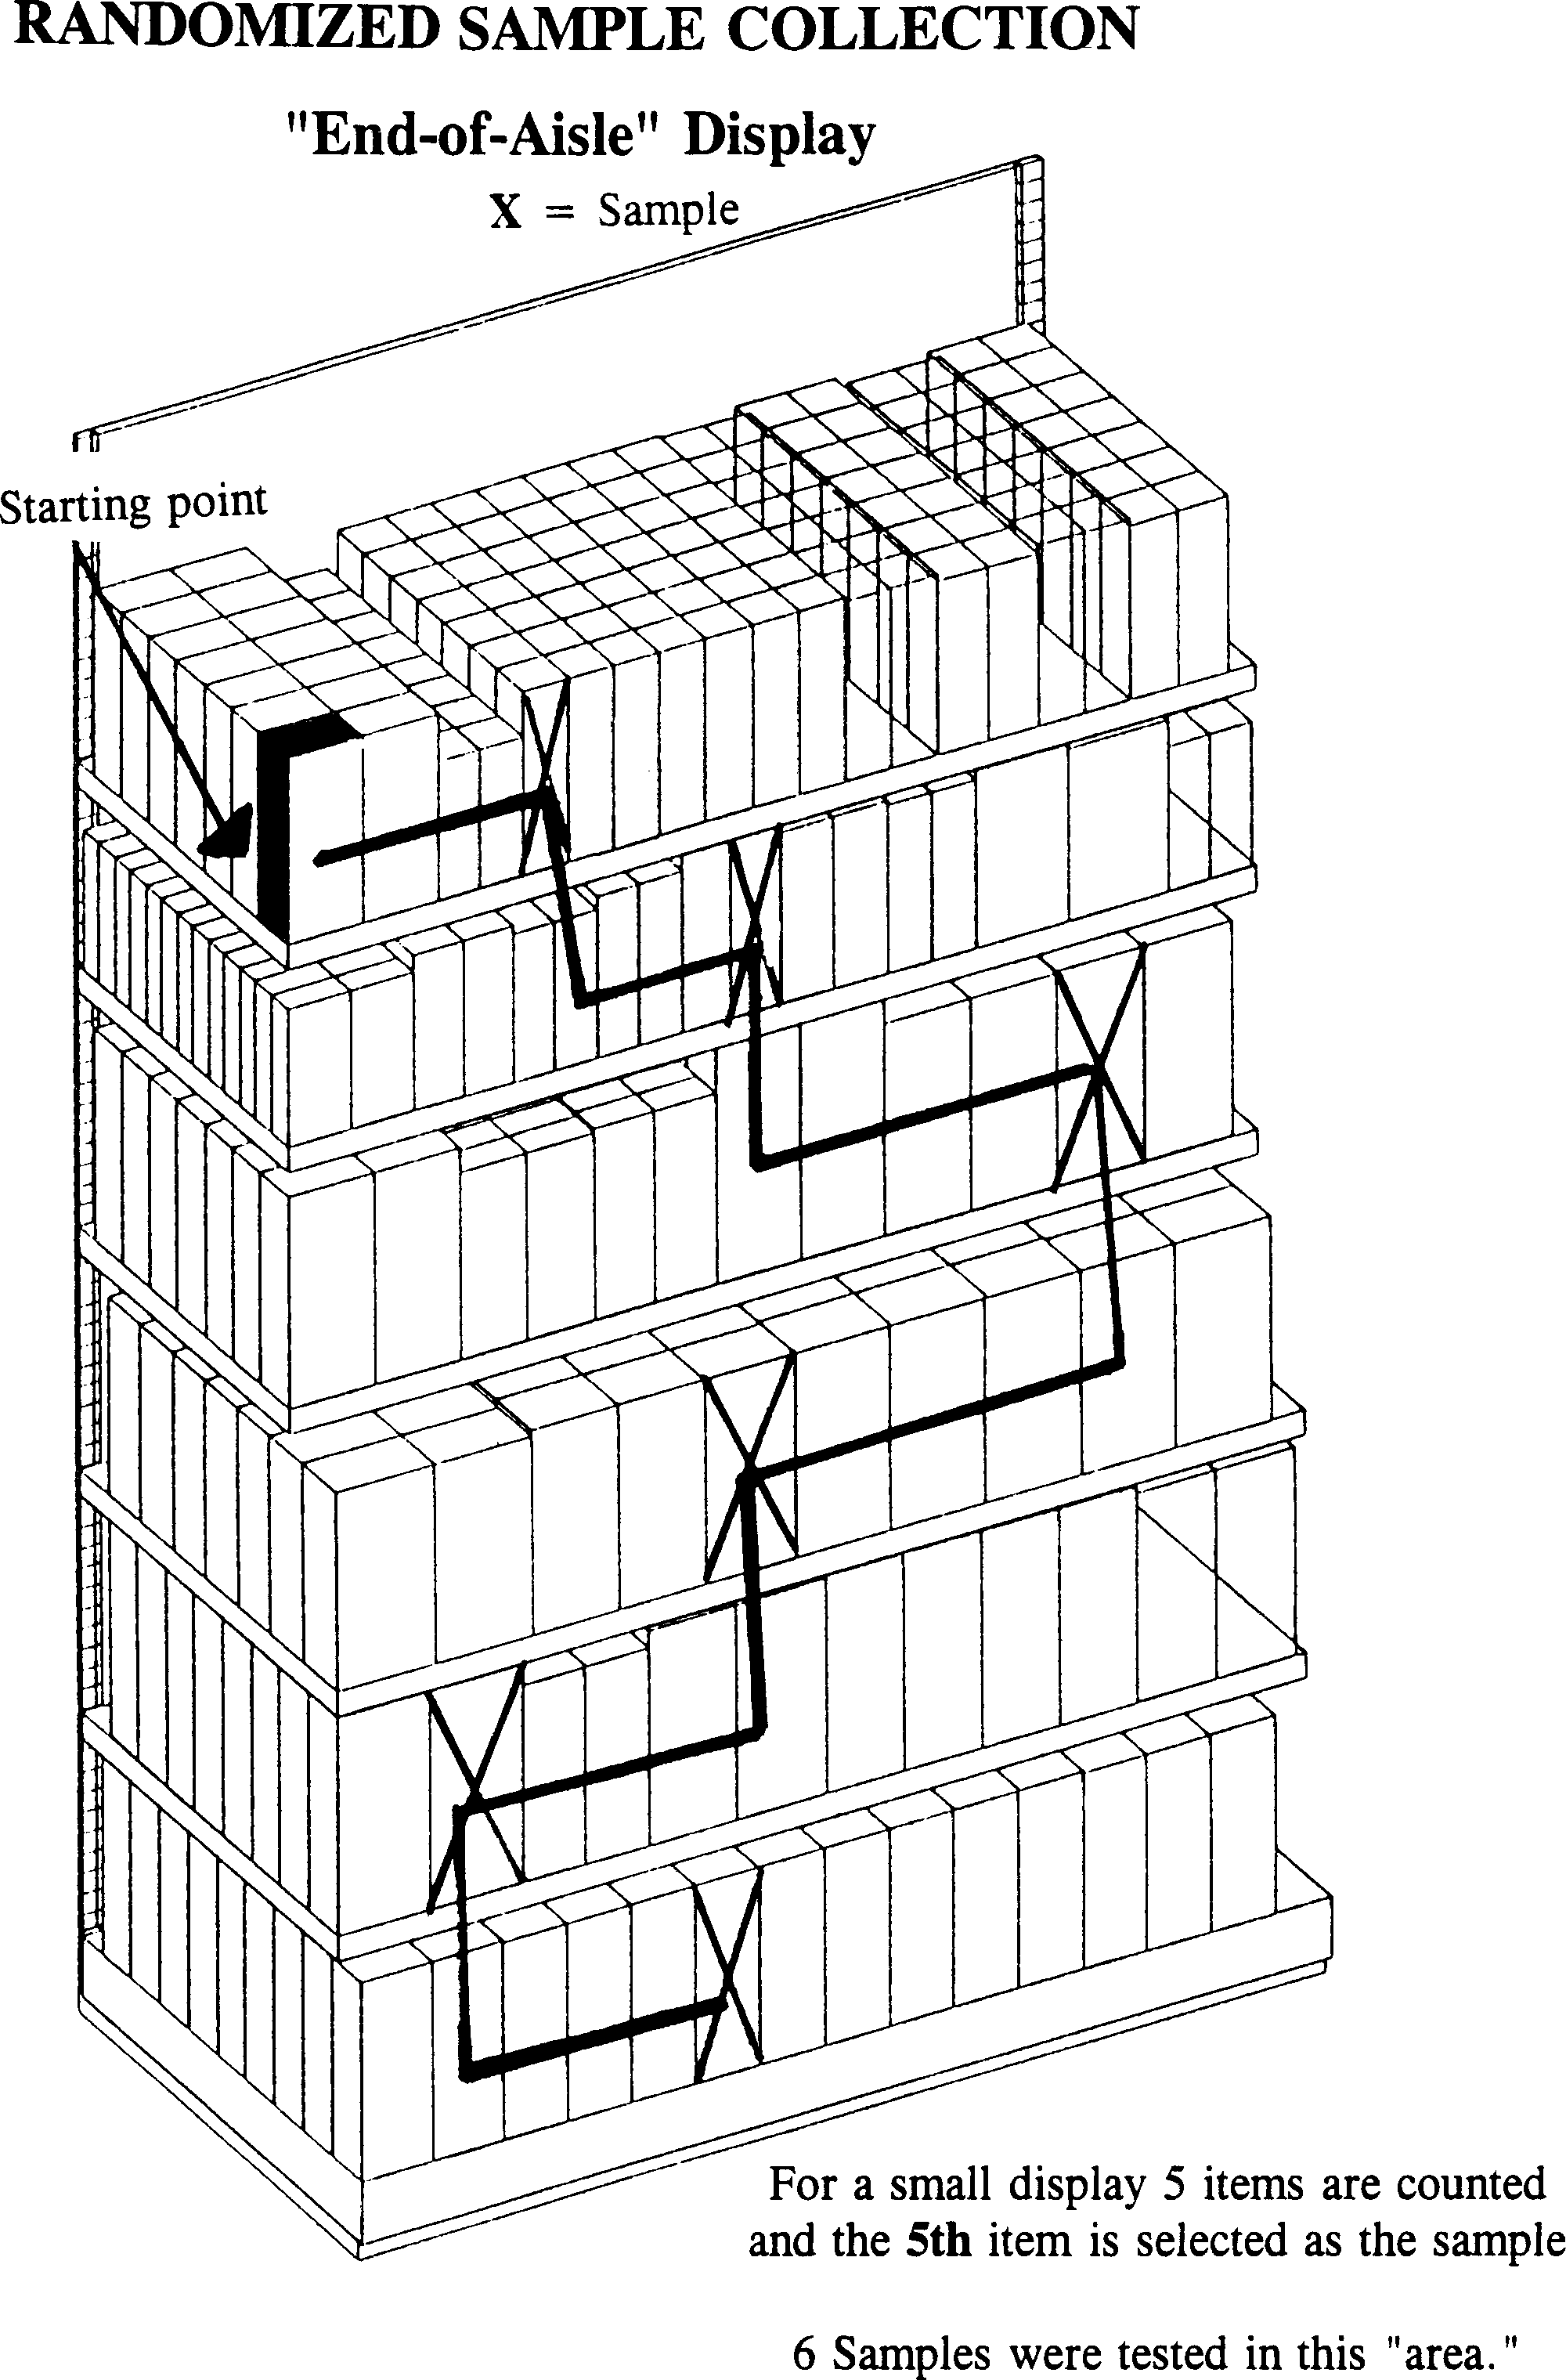 RANDOMIZED SAMPLE COLLECTION
"End-of-Aisle" Display
X = Sample
Starting point
For a small display 5 items are counted
and the 5th item is selected as the sample
6 Samples were tested in this "area."